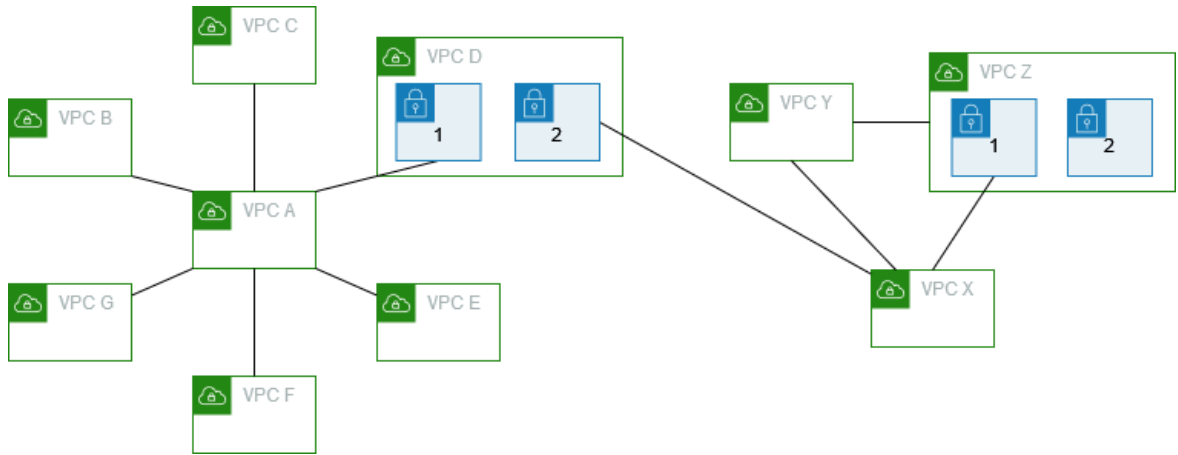 VPC C
VPC B
VPC D
1
2
VPC A
VPC G
VPC E
VPC F
VPC Y
VPC Z
1
2
VPC X